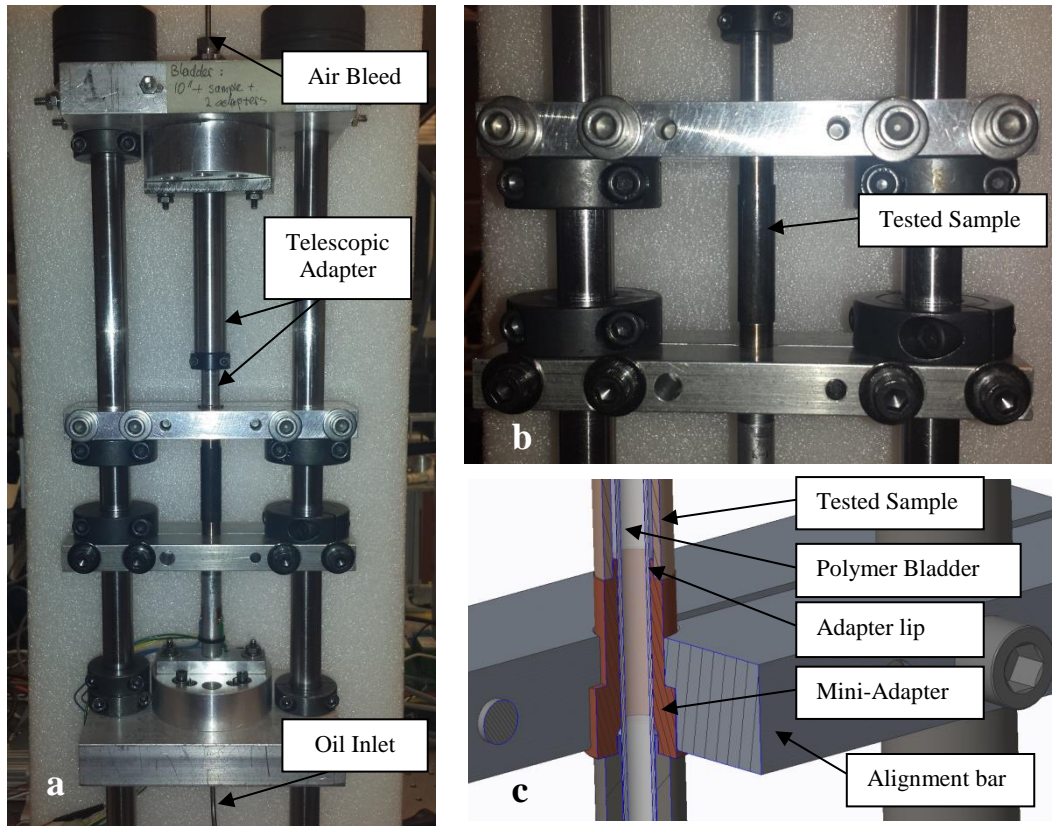 Air Bleed
1
Bladder :
10" + sample +
2 adapters
Telescopic
Adapter
Oil Inlet
a
Tested Sample
b
Tested Sample
Polymer Bladder
Adapter lip
Mini-Adapter
Alignment bar
c